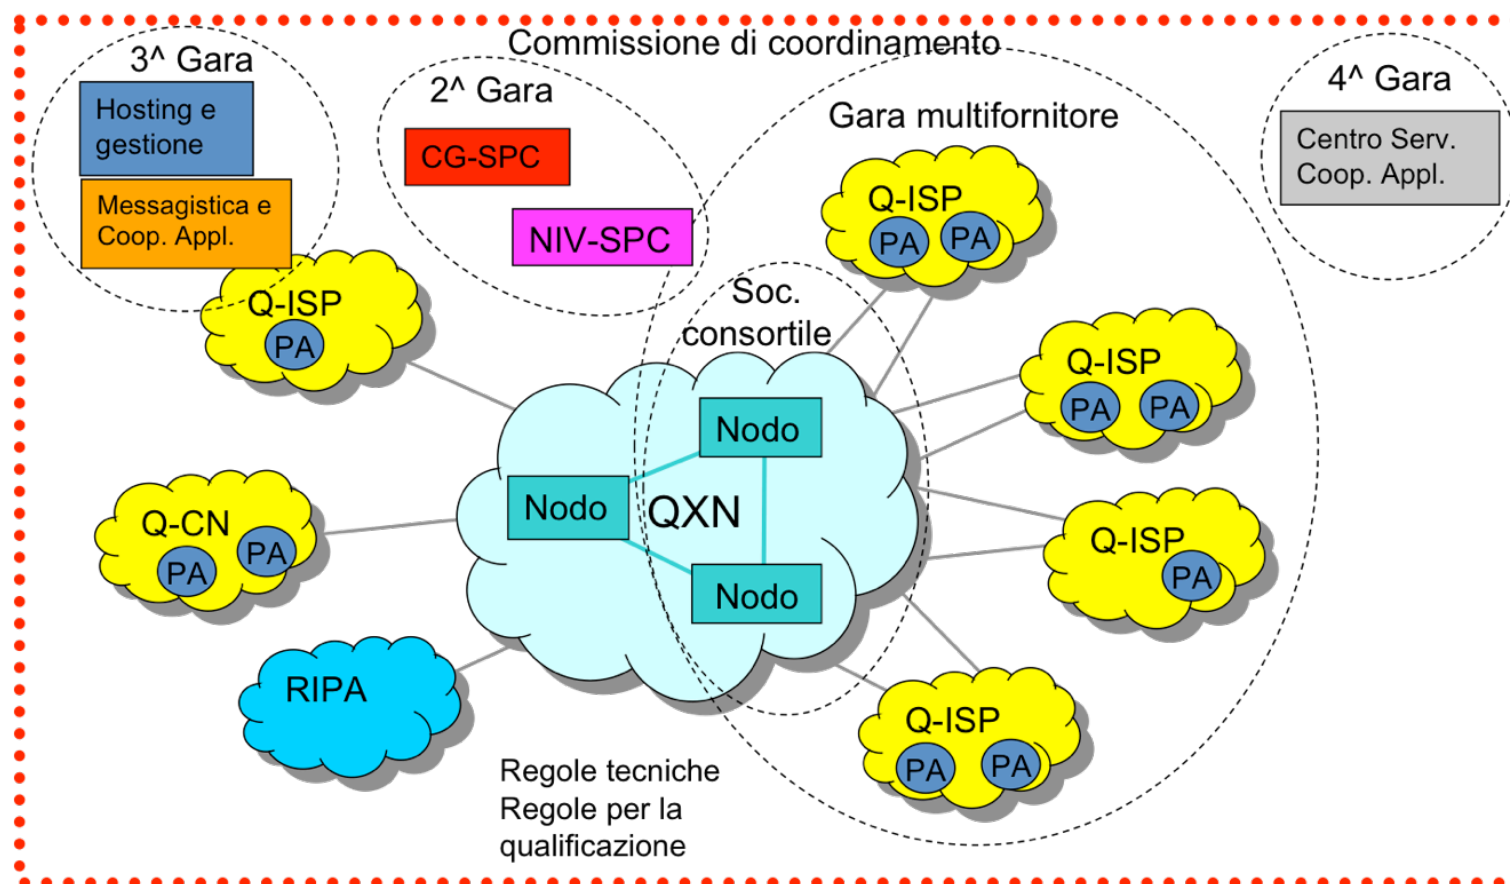 Commissione di coordinamento
3^ Gara
Hosting e
gestione
Messagistica e
Coop. Appl.
2^ Gara
CG-SPC
NIV-SPC
Gara multifornitore
4^ Gara
Centro Serv.
Coop. Appl.
Q-ISP
PA
PA
Q-ISP
PA
Soc.
consortile
Q-ISP
PA
PA
Nodo
Nodo
QXN
Nodo
Q-CN
PA
PA
Q-ISP
PA
RIPA
Q-ISP
PA
PA
Regole tecniche
Regole per la
qualificazione